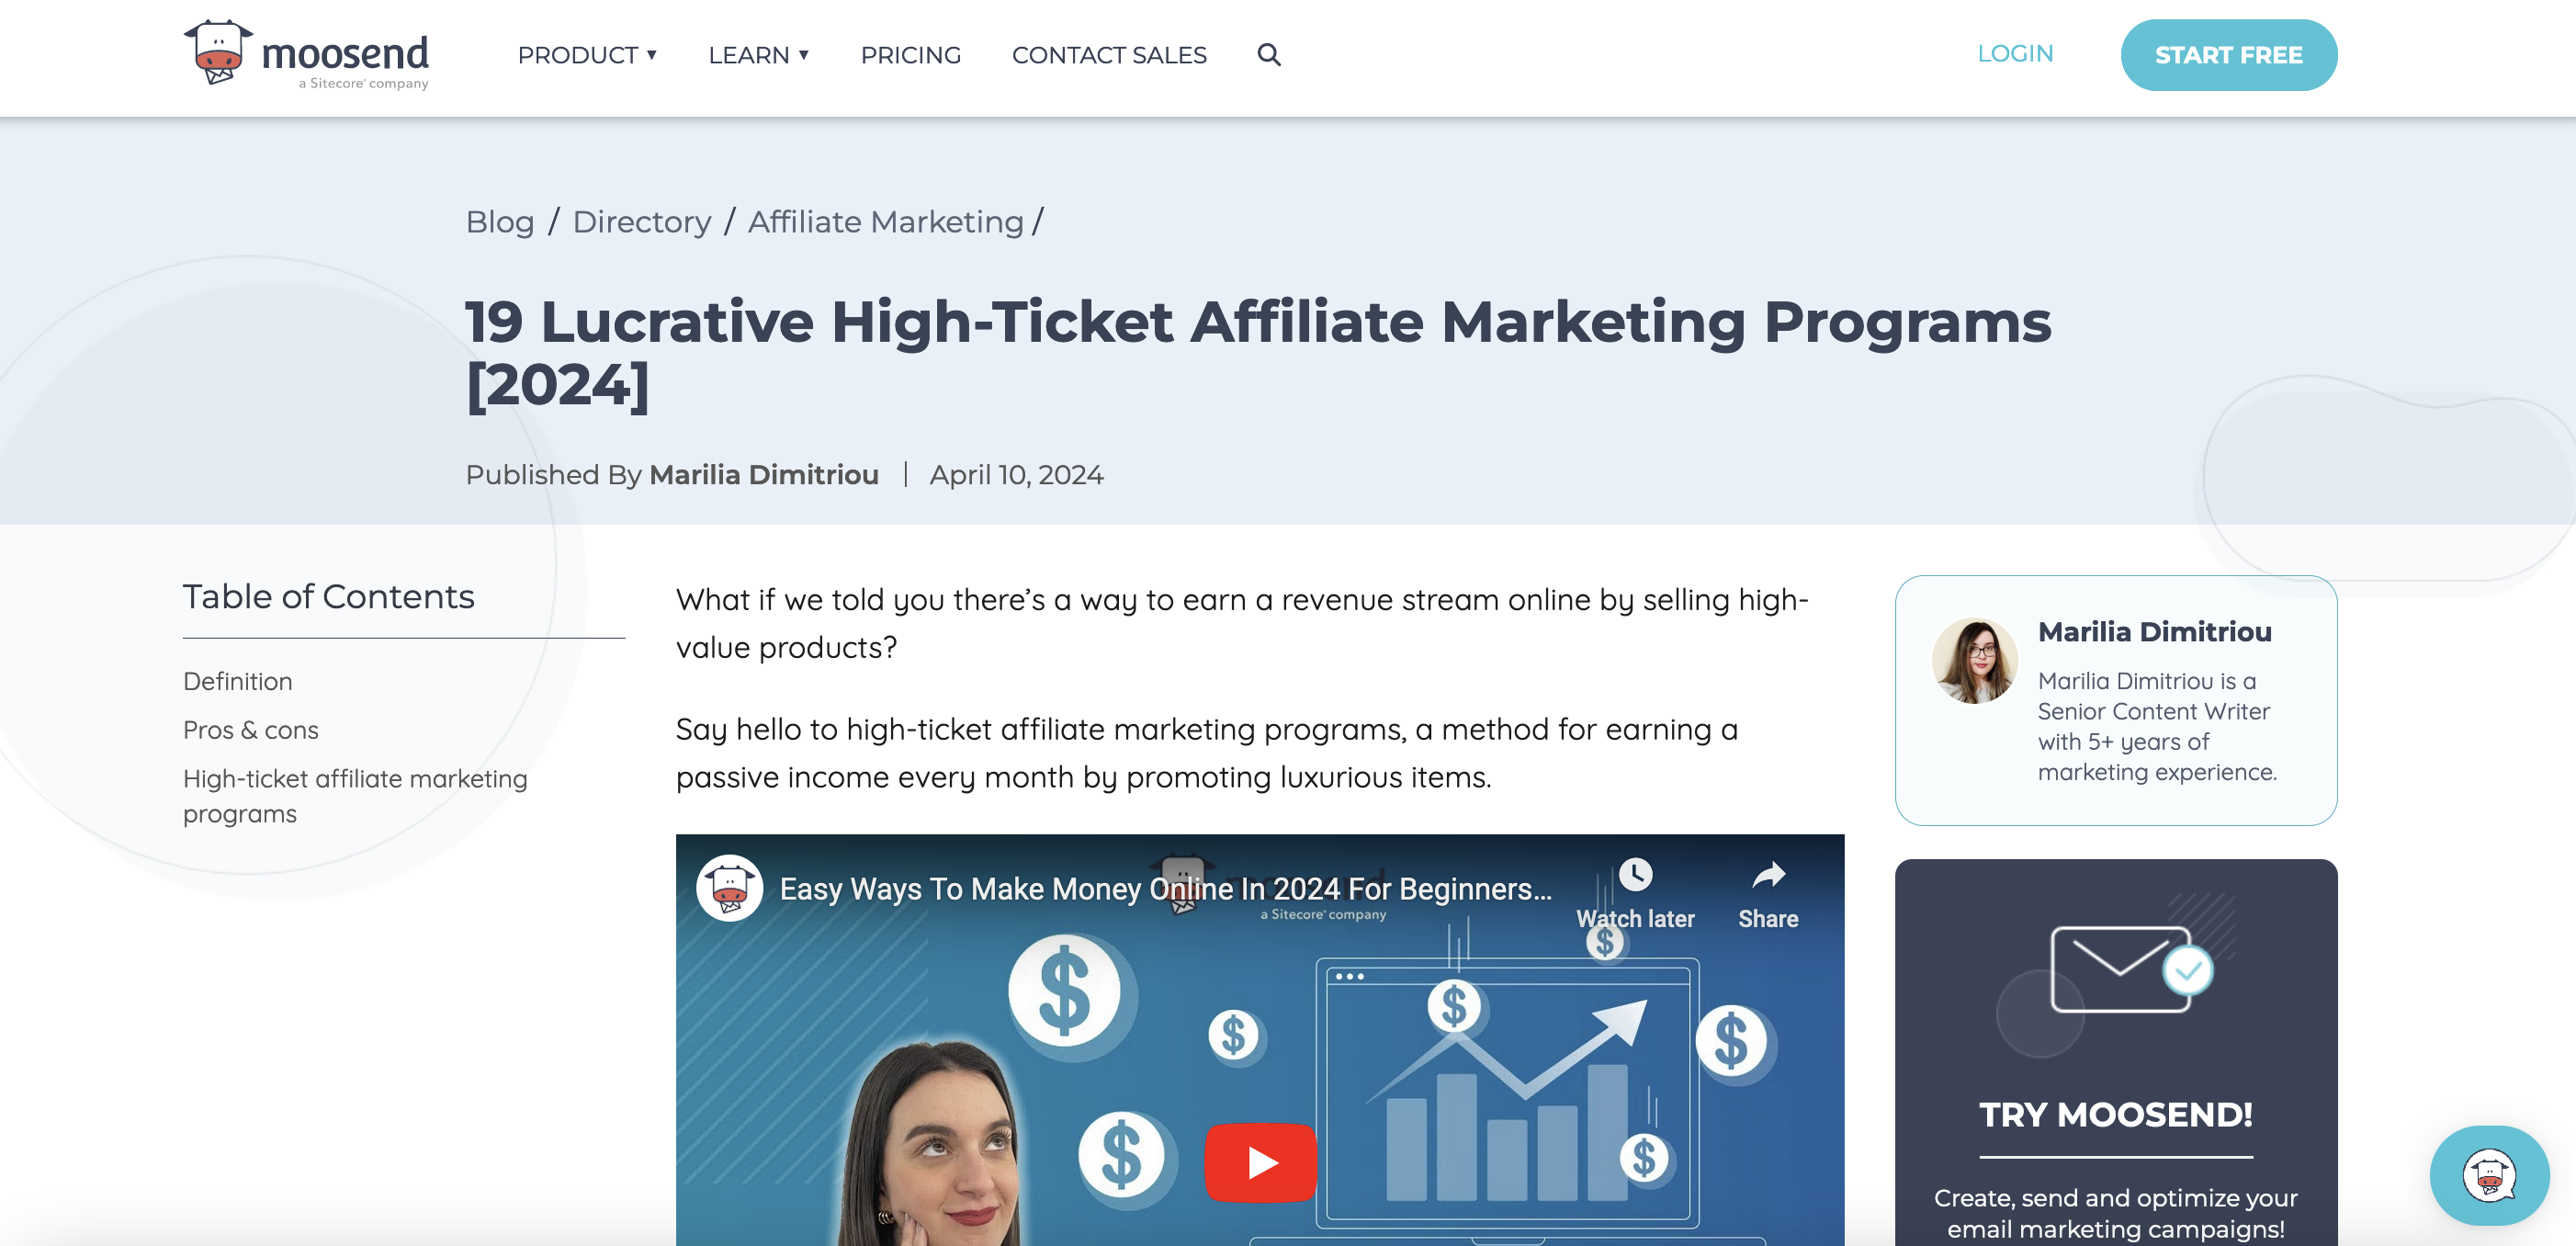 moosend
a Sitecore® company
PRODUCT ▼
LEARN ▼
PRICING
CONTACT SALES
LOGIN
START FREE
Blog / Directory / Affiliate Marketing /
19 Lucrative High-Ticket Affiliate Marketing Programs
[2024]
Published By Marilia Dimitriou | April 10, 2024
Table of Contents
Definition
Pros & cons
High-ticket affiliate marketing
programs
What if we told you there’s a way to earn a revenue stream online by selling high-
value products?
Say hello to high-ticket affiliate marketing programs, a method for earning a
passive income every month by promoting luxurious items.
Easy Ways To Make Money Online In 2024 For Beginners...
moosend
a Sitecore® company
Watch later
Share
$
$
$
$
$
$
$
Marilia Dimitriou
Marilia Dimitriou is a
Senior Content Writer
with 5+ years of
marketing experience.
TRY MOOSEND!
Create, send and optimize your
email marketing campaigns!